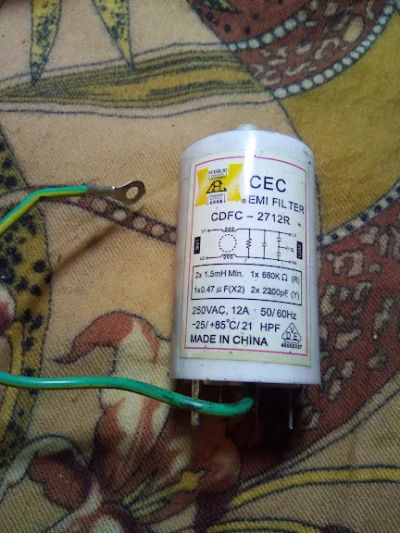 CEC
EMI FILTER
CDFC - 2712R
2x 1.5mH Min. 1x 680K Ω (R)
1x0.47 μF(X2) 2x 2200pF (Y)
250VAC, 12A · 50/60Hz
-25/+85°C/21 HPF
MADE IN CHINA